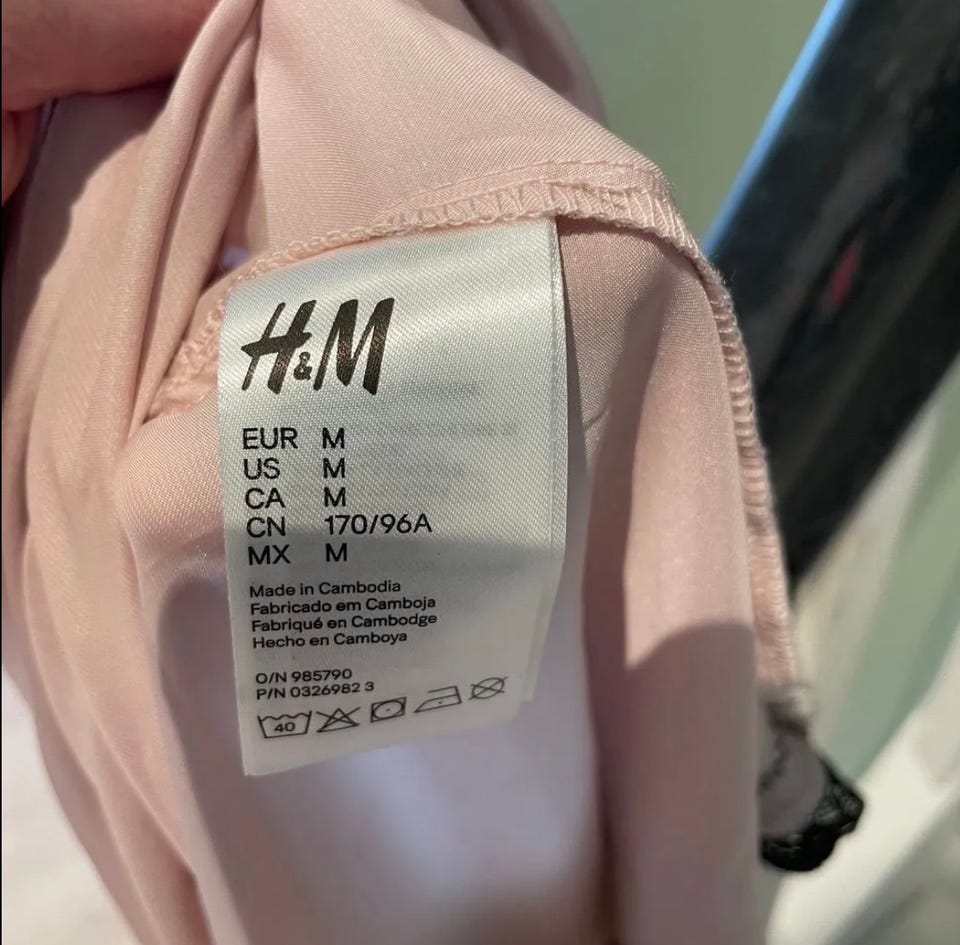 H&M
EUR M
US M
CA M
CN 170/96A
MX M
Made in Cambodia
Fabricado em Camboja
Fabriqué en Cambodge
Hecho en Camboya
O/N 985790
P/N 0326982 3
40